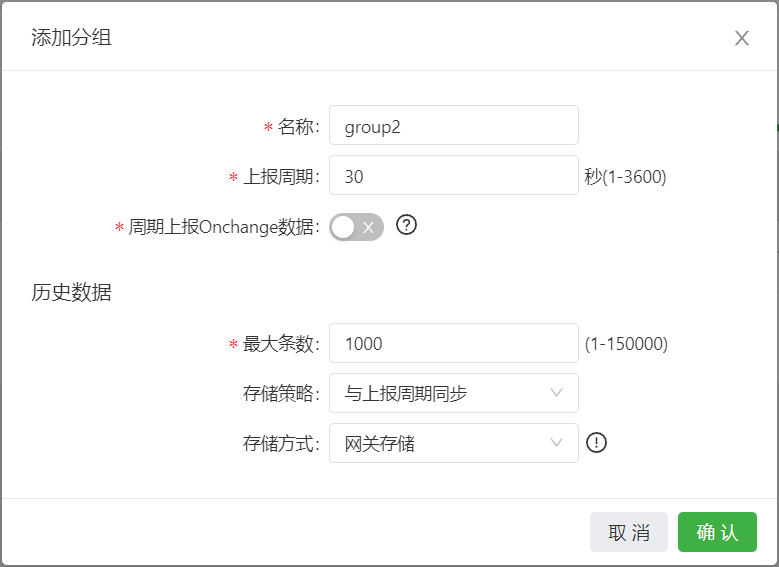 添加分组
* 名称: group2
* 上报周期: 30 秒(1-3600)
* 周期上报Onchange数据:
历史数据
* 最大条数: 1000 (1-150000)
存储策略: 与上报周期同步
存储方式: 网关存储
取消 确认